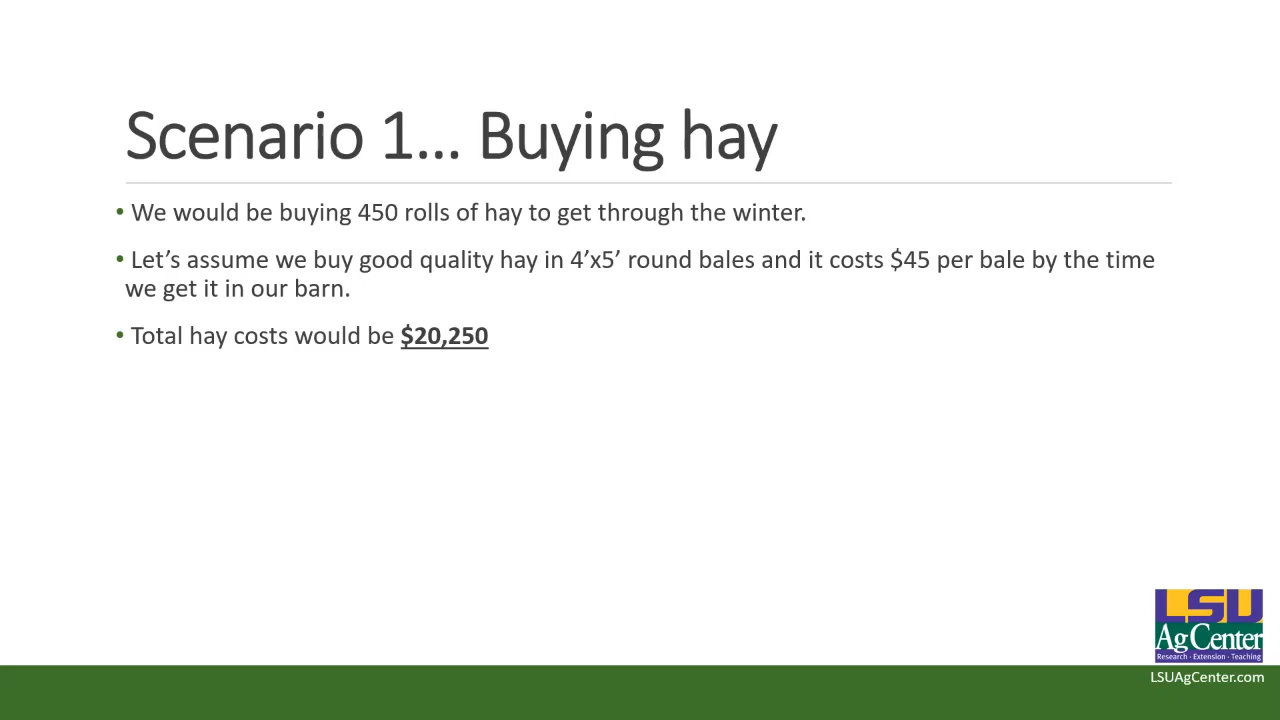 Scenario 1... Buying hay
• We would be buying 450 rolls of hay to get through the winter.
• Let’s assume we buy good quality hay in 4’x5’ round bales and it costs $45 per bale by the time
we get it in our barn.
• Total hay costs would be $20,250
LSU
AgCenter
Research · Extension · Teaching
LSUAgCenter.com